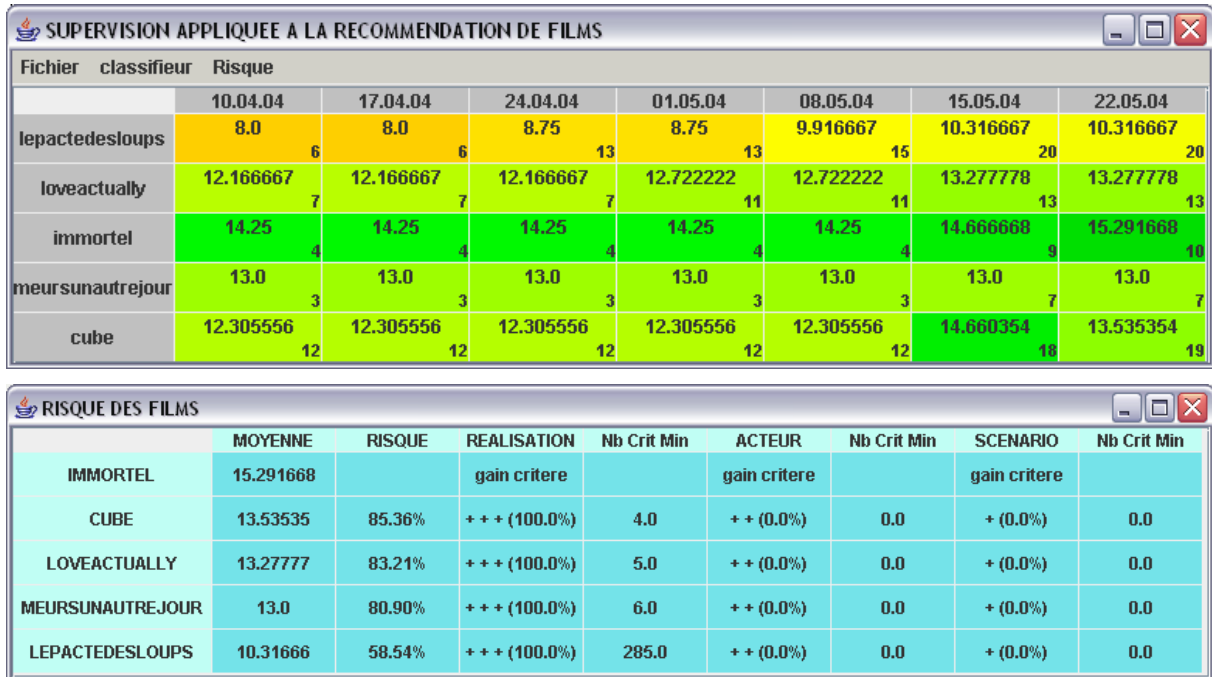 SUPERVISION APPLIQUEE A LA RECOMMENDATION DE FILMS
Fichier classifieur Risque
10.04.04 17.04.04 24.04.04 01.05.04 08.05.04 15.05.04 22.05.04
lepactedesloups 8.0 6 8.0 6 8.75 13 8.75 13 9.916667 15 10.316667 20 10.316667 20
loveactually 12.166667 7 12.166667 7 12.166667 7 12.722222 11 12.722222 11 13.277778 13 13.277778 13
immortel 14.25 4 14.25 4 14.25 4 14.25 4 14.25 4 14.666668 9 15.291668 10
meursunautrejour 13.0 3 13.0 3 13.0 3 13.0 3 13.0 3 13.0 7 13.0 7
cube 12.305556 12 12.305556 12 12.305556 12 12.305556 12 12.305556 12 14.660354 18 13.535354 19
RISQUE DES FILMS
MOYENNE RISQUE REALISATION Nb Crit Min ACTEUR Nb Crit Min SCENARIO Nb Crit Min
IMMORTEL 15.291668 gain critere gain critere gain critere
CUBE 13.53535 85.36% + + + (100.0%) 4.0 + + (0.0%) 0.0 + (0.0%) 0.0
LOVEACTUALLY 13.27777 83.21% + + + (100.0%) 5.0 + + (0.0%) 0.0 + (0.0%) 0.0
MEURSUNAUTREJOUR 13.0 80.90% + + + (100.0%) 6.0 + + (0.0%) 0.0 + (0.0%) 0.0
LEPACTEDESLOUPS 10.31666 58.54% + + + (100.0%) 285.0 + + (0.0%) 0.0 + (0.0%) 0.0